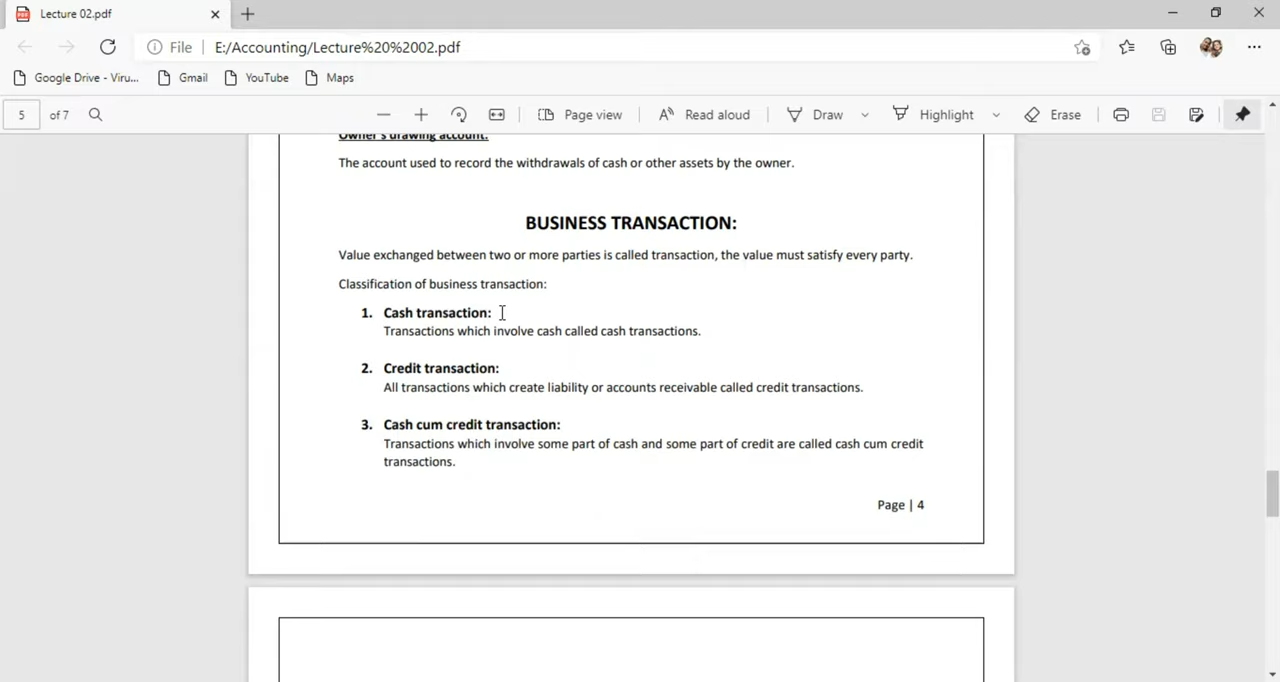 Lecture 02.pdf
File E:/Accounting/Lecture%20%2002.pdf
Google Drive - Viru... Gmail YouTube Maps
5 of 7 Page view Read aloud Draw Highlight Erase
Owner's drawing account:
The account used to record the withdrawals of cash or other assets by the owner.
BUSINESS TRANSACTION:
Value exchanged between two or more parties is called transaction, the value must satisfy every party.
Classification of business transaction:
1. Cash transaction:
Transactions which involve cash called cash transactions.
2. Credit transaction:
All transactions which create liability or accounts receivable called credit transactions.
3. Cash cum credit transaction:
Transactions which involve some part of cash and some part of credit are called cash cum credit
transactions.
Page | 4